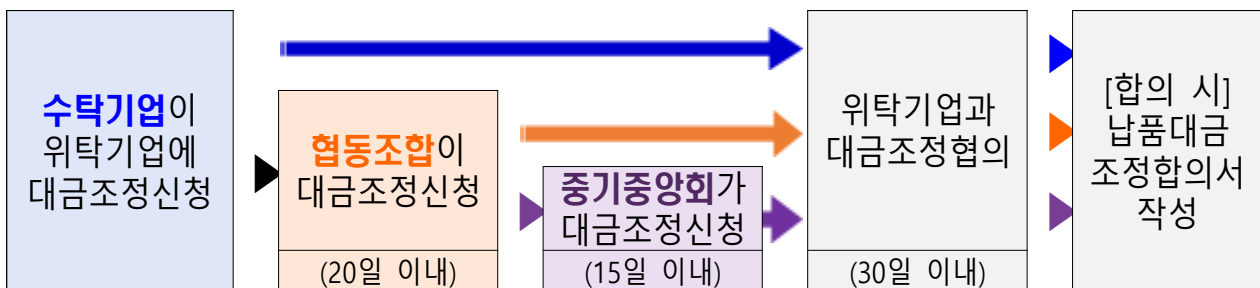 수탁기업이
위탁기업에
대금조정신청
협동조합이
대금조정신청
(20일 이내)
중기중앙회가
대금조정신청
(15일 이내)
위탁기업과
대금조정협의
(30일 이내)
[합의 시]
납품대금
조정합의서
작성